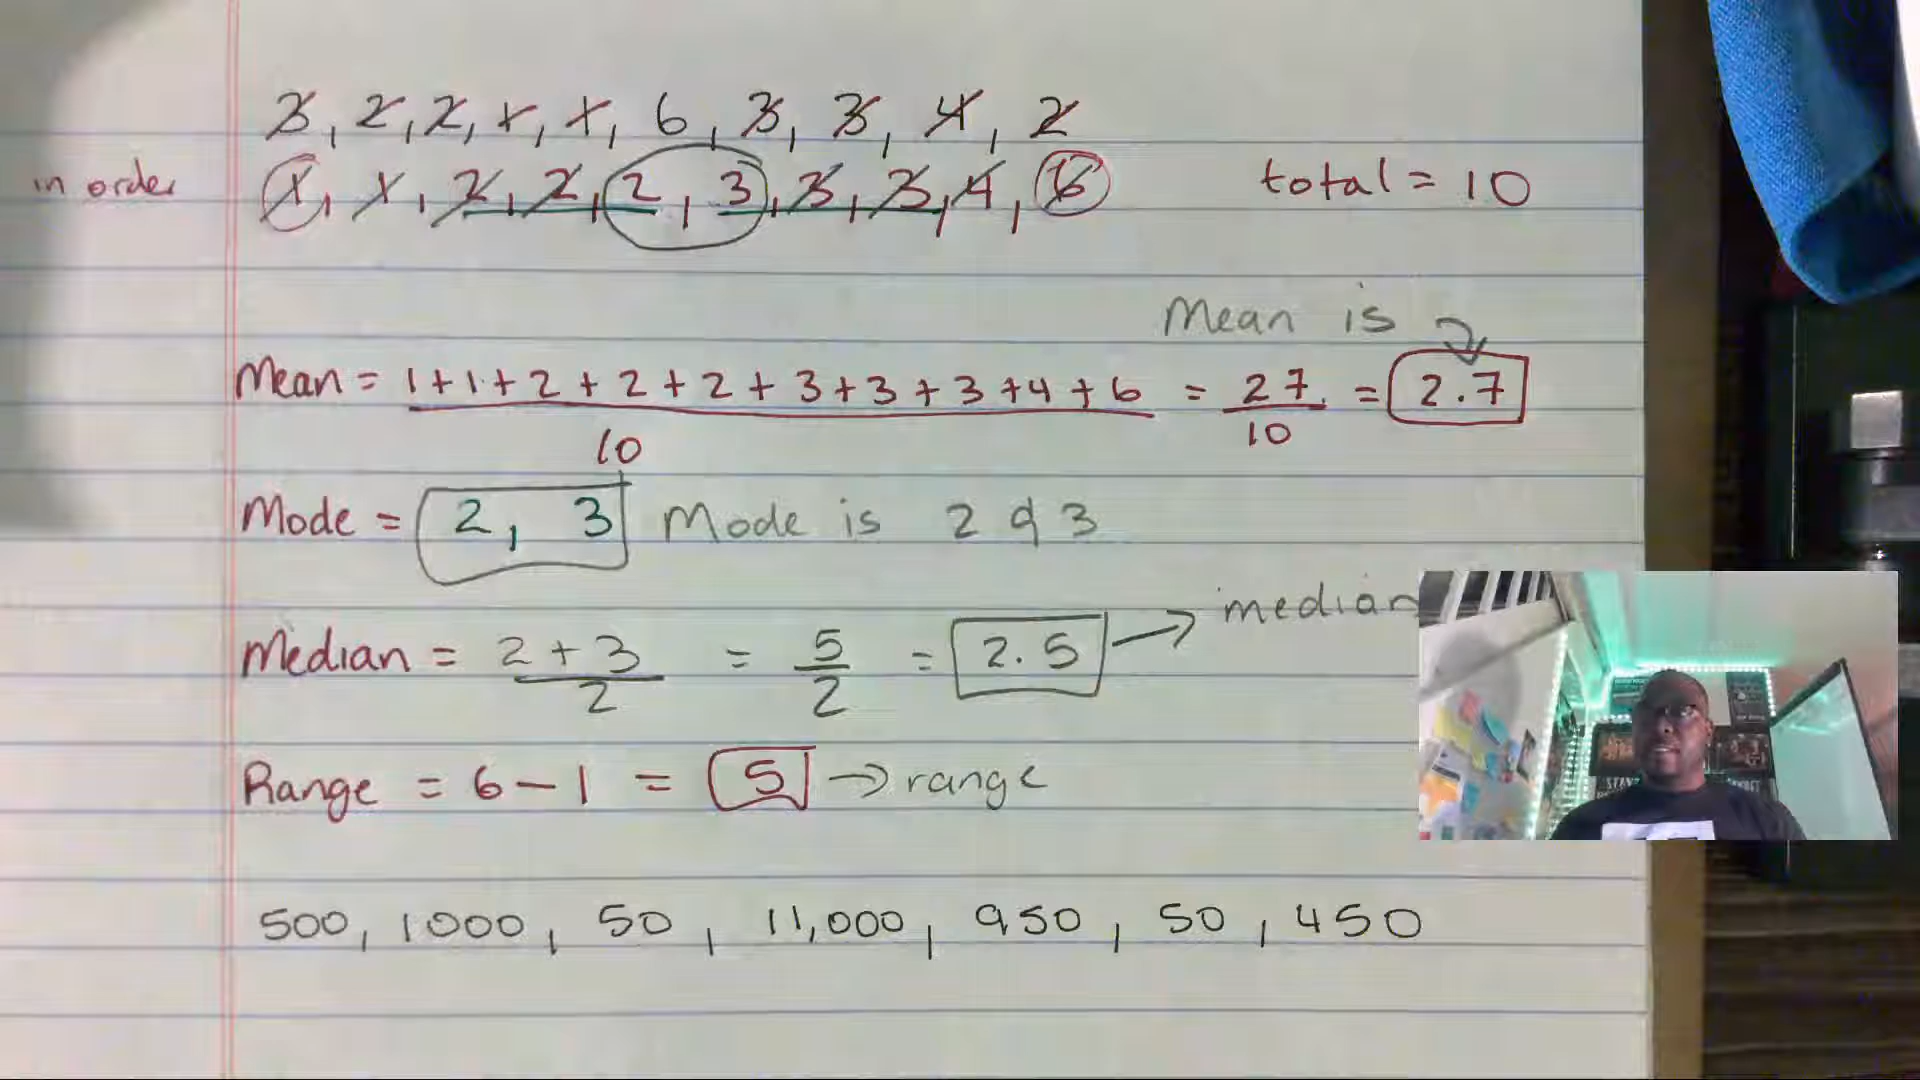 3, 2, 2, 1, 1, 6, 3, 3, 4, 2
in order 1, 1, 2, 2, 2, 3, 3, 3, 4, 6 total = 10
Mean is
Mean = 1+1+2+2+2+3+3+3+4+6 = 27 = 2.7
10 10
Mode = 2, 3 Mode is 2 & 3
median
Median = 2+3 = 5 = 2.5
2 2
Range = 6-1 = 5 → range
500, 1000, 50, 11,000, 950, 50, 450